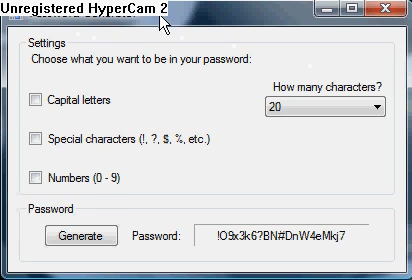 Unregistered HyperCam 2
Settings
Choose what you want to be in your password:
How many characters?
Capital letters
20
Special characters (!, ?, $, %, etc.)
Numbers (0 - 9)
Password
Generate Password: !O9x3k6?BN#DnW4eMkj7